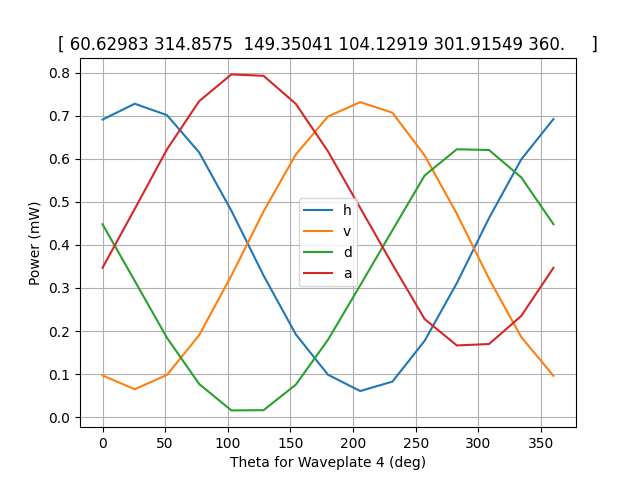 [ 60.62983 314.8575  149.35041 104.12919 301.91549 360.     ]
0.8
0.7
0.6
0.5
0.4
0.3
0.2
0.1
0.0
Power (mW)
h
v
d
a
0 50 100 150 200 250 300 350
Theta for Waveplate 4 (deg)